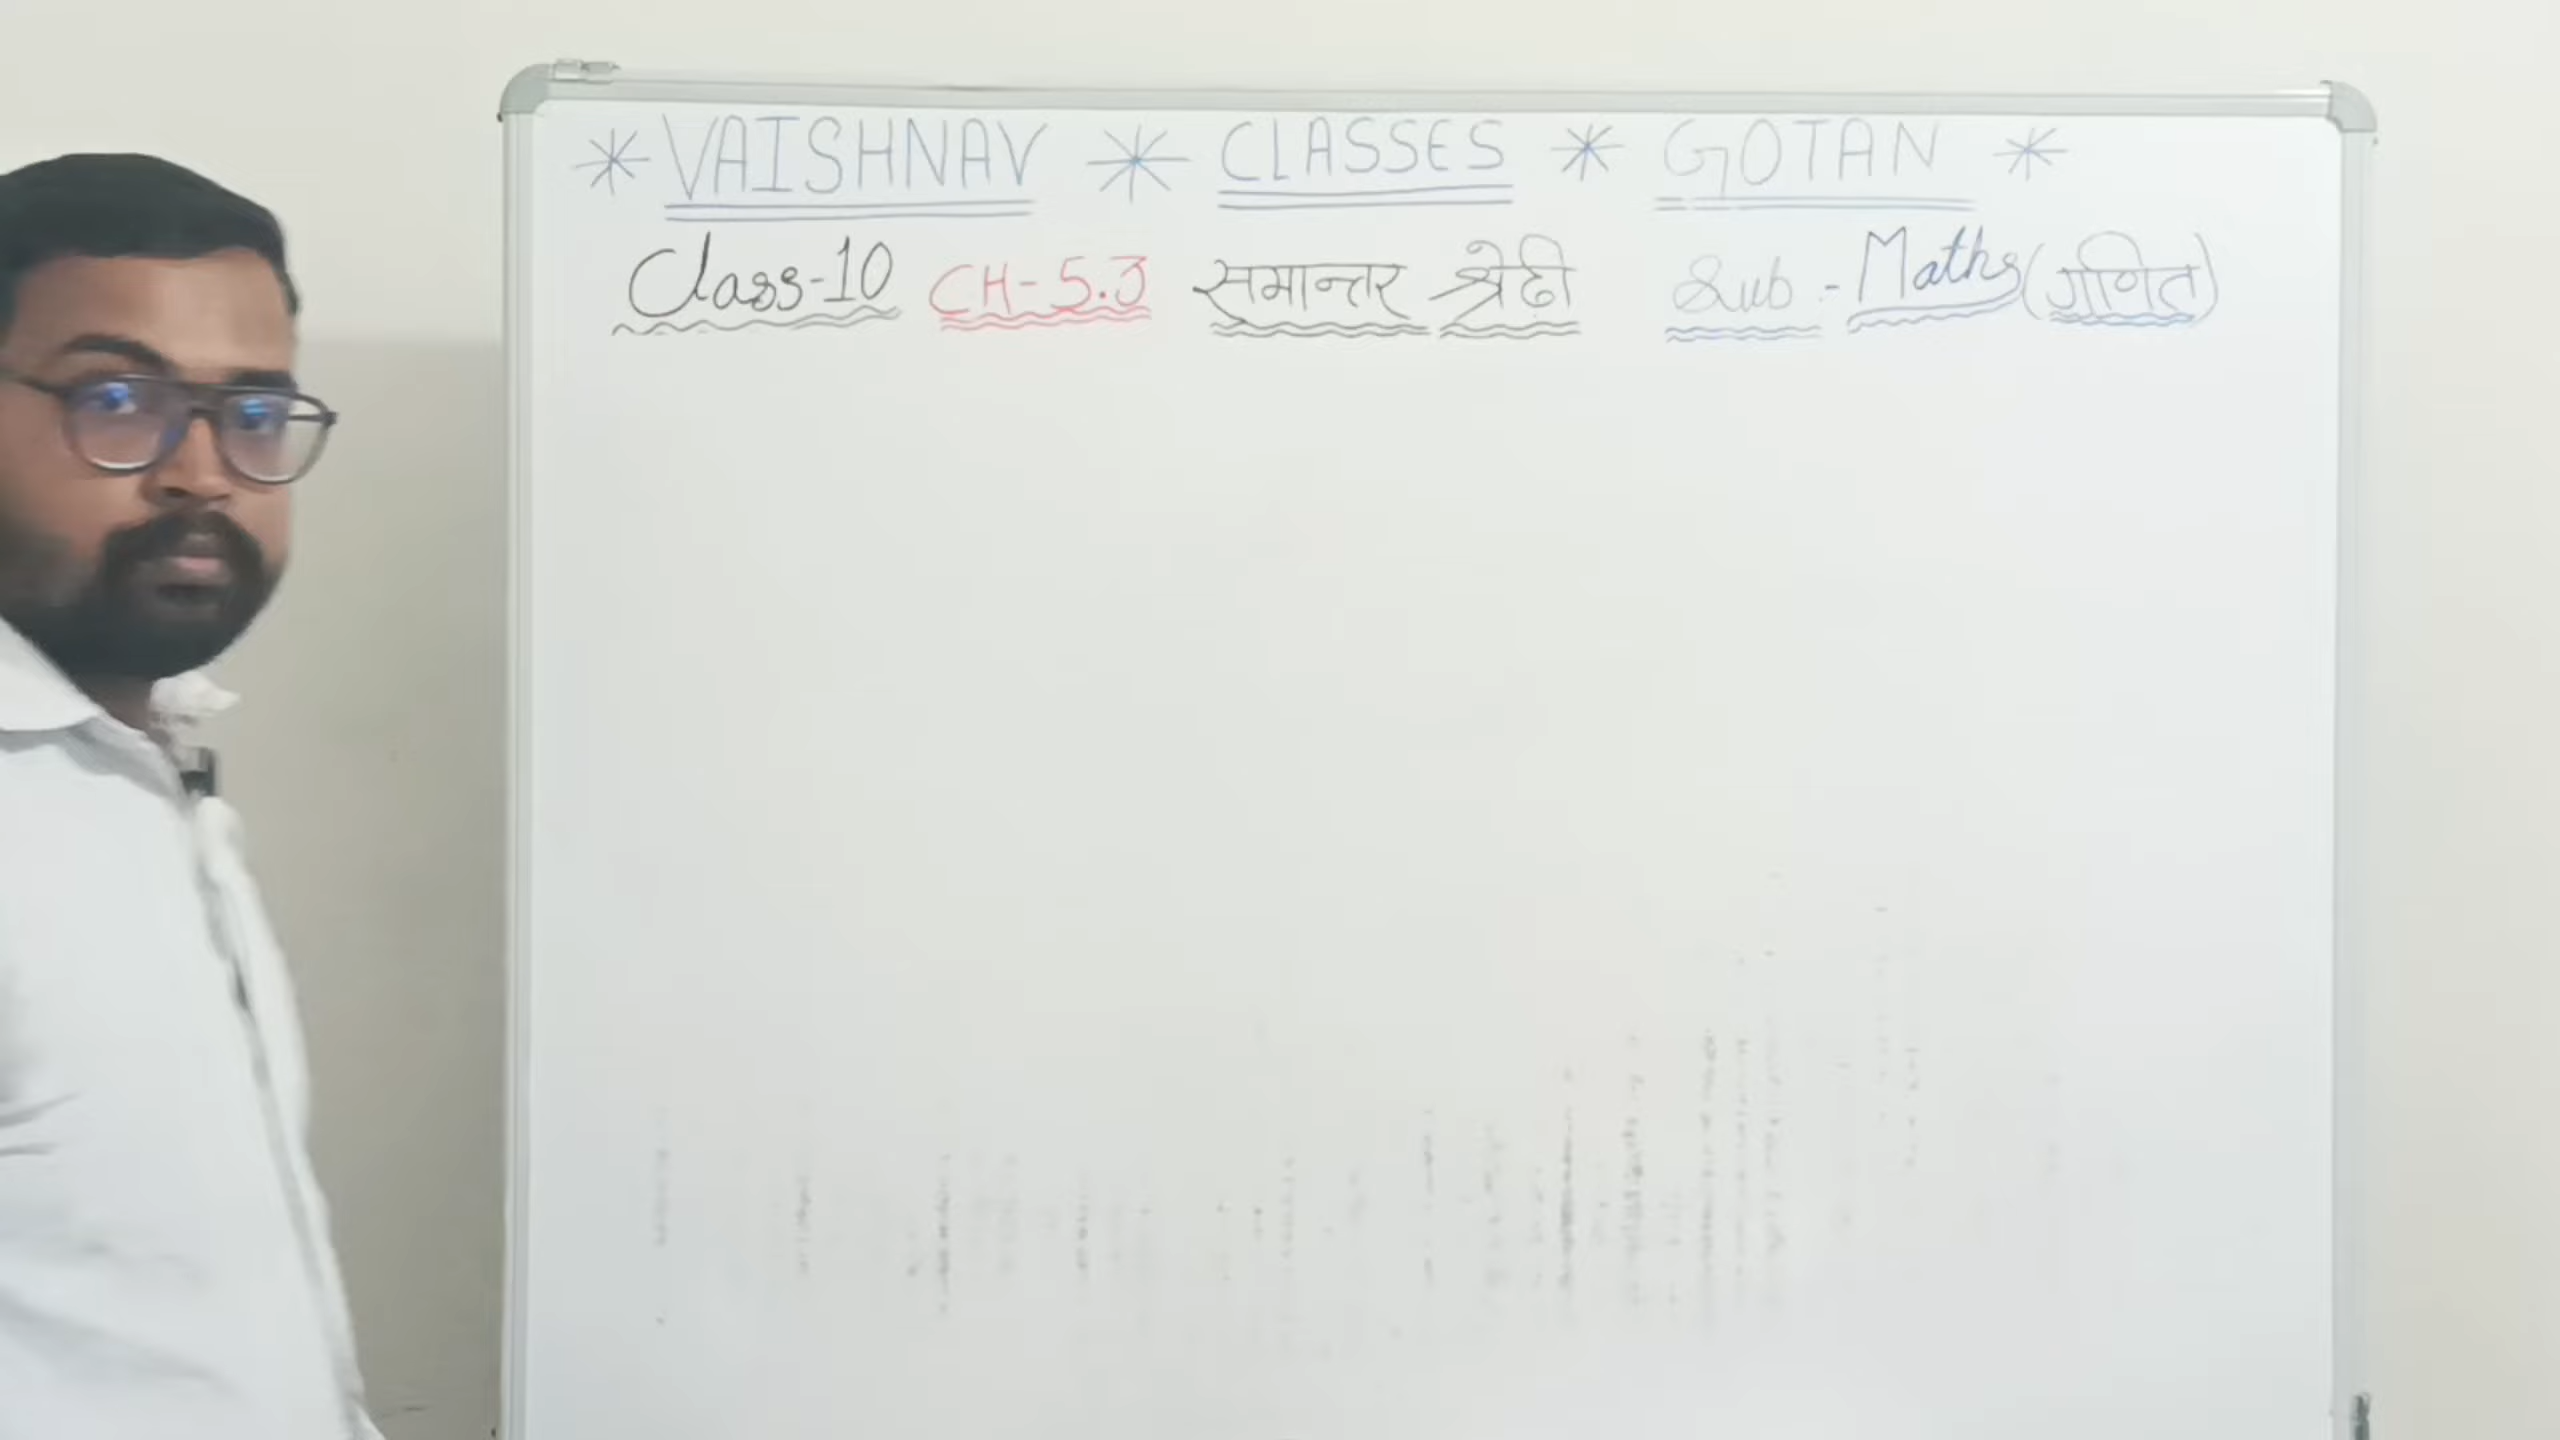 * VAISHNAV * CLASSES * GOTAN *
Class-10 CH-5.3 समान्तर श्रेढी Sub - Maths (गणित)